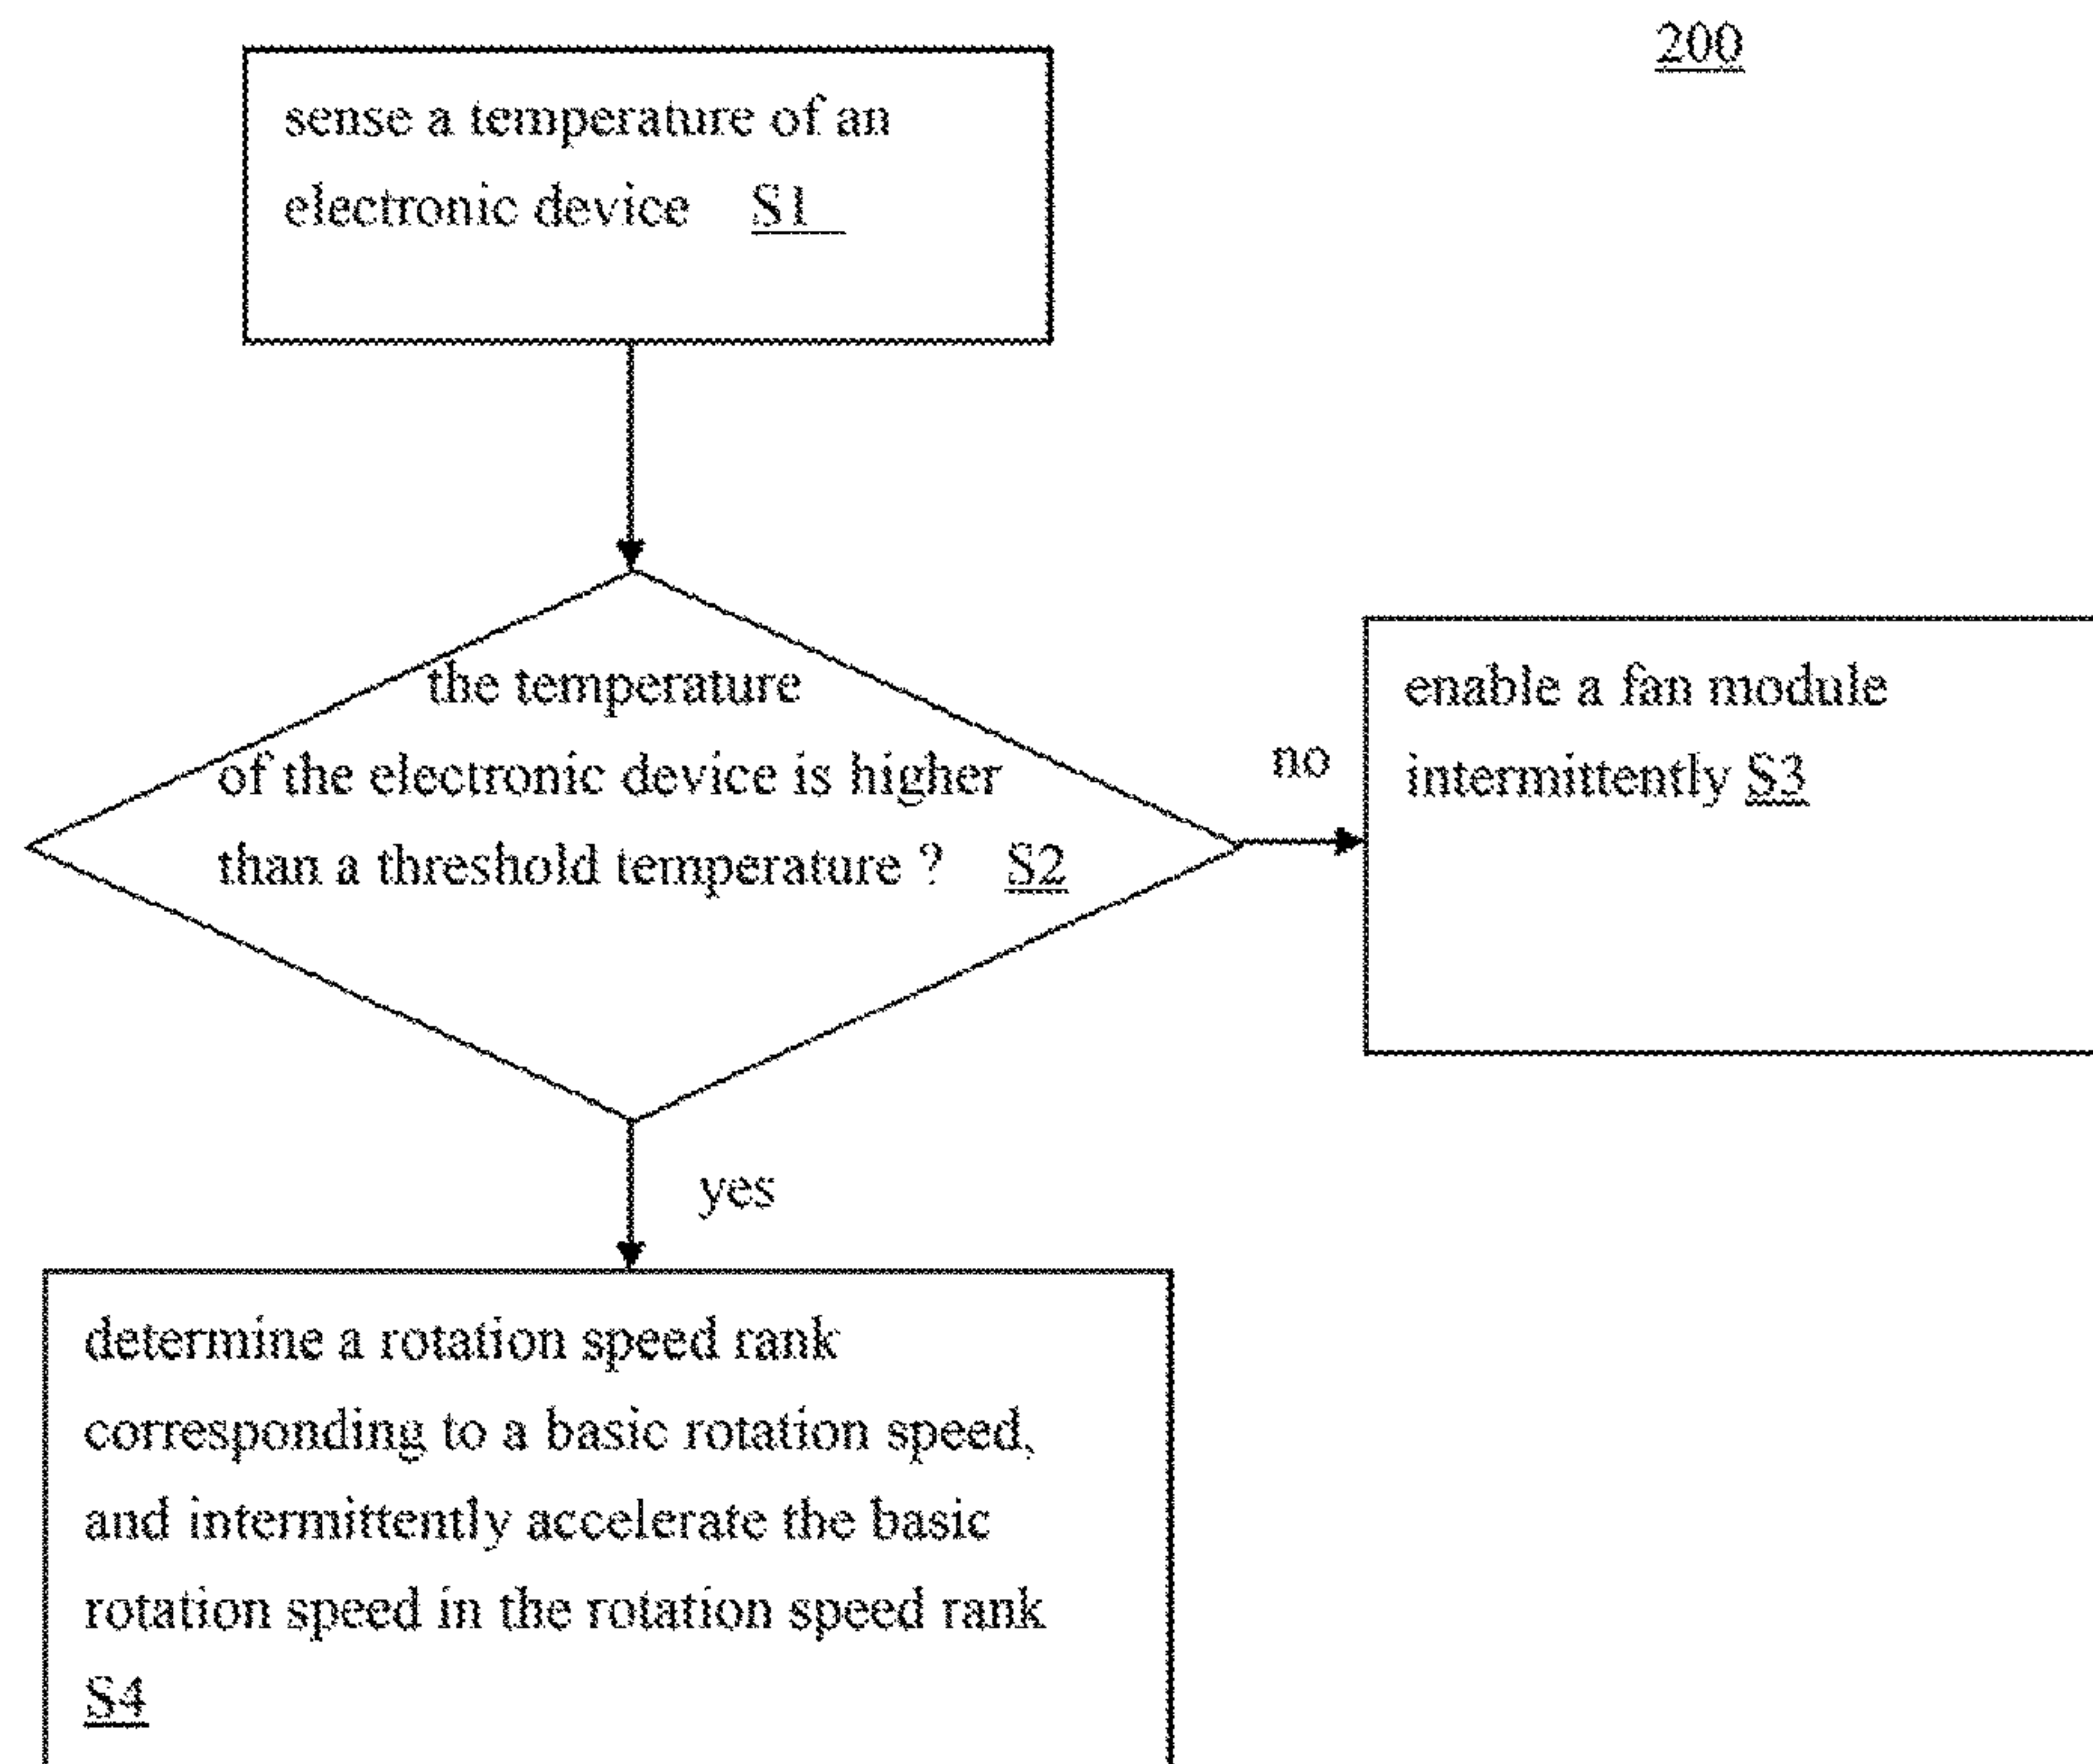 200
sense a temperature of an
electronic device S1
the temperature
of the electronic device is higher
than a threshold temperature ? S2
no
enable a fan module
intermittently S3
yes
determine a rotation speed rank
corresponding to a basic rotation speed,
and intermittently accelerate the basic
rotation speed in the rotation speed rank
S4